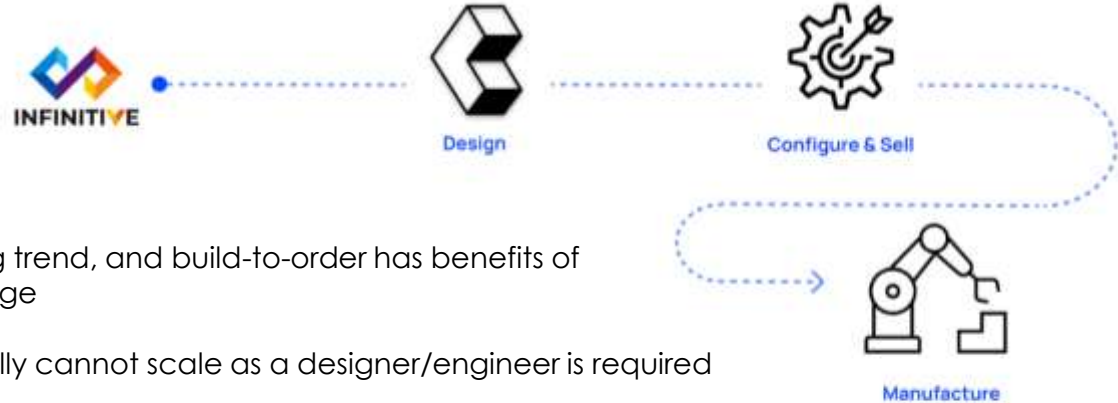 INFINITIVE
Design
Configure & Sell
g trend, and build-to-order has benefits of
ge
lly cannot scale as a designer/engineer is required
Manufacture